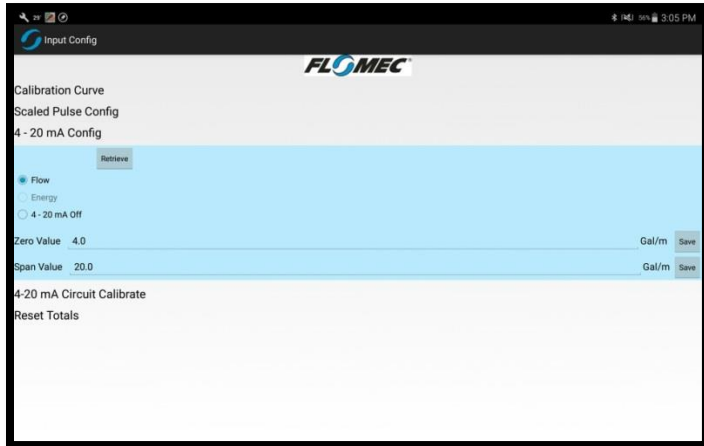 29° 56% 3:05 PM
Input Config
FLOMEC®
Calibration Curve
Scaled Pulse Config
4 - 20 mA Config
Retrieve
Flow
Energy
4 - 20 mA Off
Zero Value 4.0 Gal/m Save
Span Value 20.0 Gal/m Save
4-20 mA Circuit Calibrate
Reset Totals